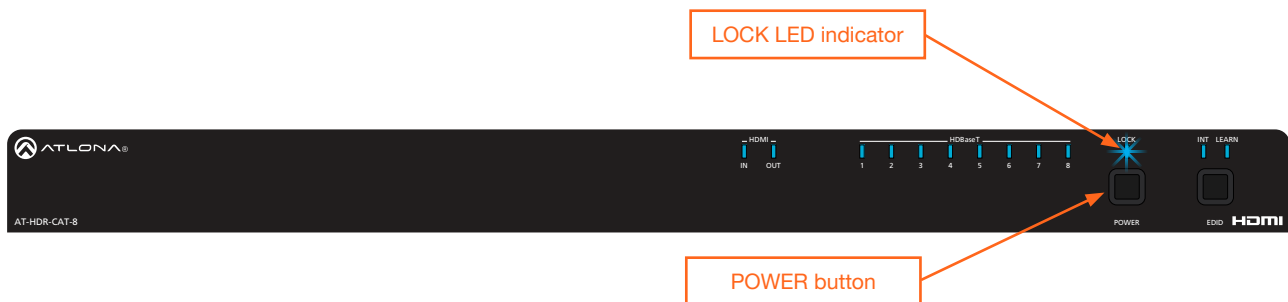 LOCK LED indicator
ATLONA®
HDMI
IN OUT
HDBaseT
1 2 3 4 5 6 7 8
LOCK
INT LEARN
AT-HDR-CAT-8
POWER
EDID HDMI
POWER button